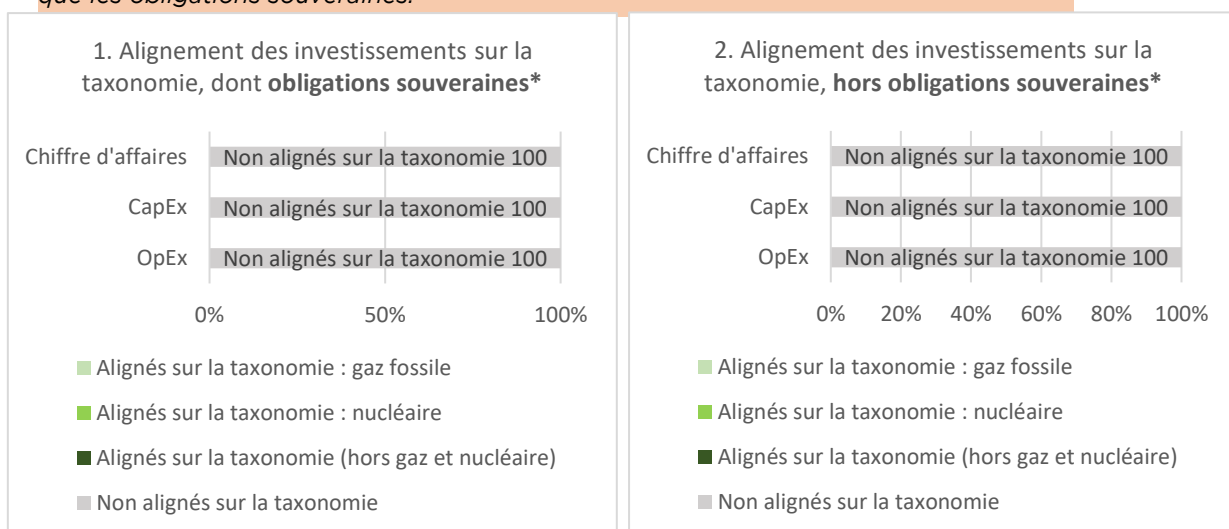 que les obligations souveraines.
1. Alignement des investissements sur la
taxonomie, dont obligations souveraines*
Chiffre d'affaires
Non alignés sur la taxonomie 100
CapEx
Non alignés sur la taxonomie 100
OpEx
Non alignés sur la taxonomie 100
0% 50% 100%
Alignés sur la taxonomie : gaz fossile
Alignés sur la taxonomie : nucléaire
Alignés sur la taxonomie (hors gaz et nucléaire)
Non alignés sur la taxonomie
2. Alignement des investissements sur la
taxonomie, hors obligations souveraines*
Chiffre d'affaires
Non alignés sur la taxonomie 100
CapEx
Non alignés sur la taxonomie 100
OpEx
Non alignés sur la taxonomie 100
0% 20% 40% 60% 80% 100%
Alignés sur la taxonomie : gaz fossile
Alignés sur la taxonomie : nucléaire
Alignés sur la taxonomie (hors gaz et nucléaire)
Non alignés sur la taxonomie